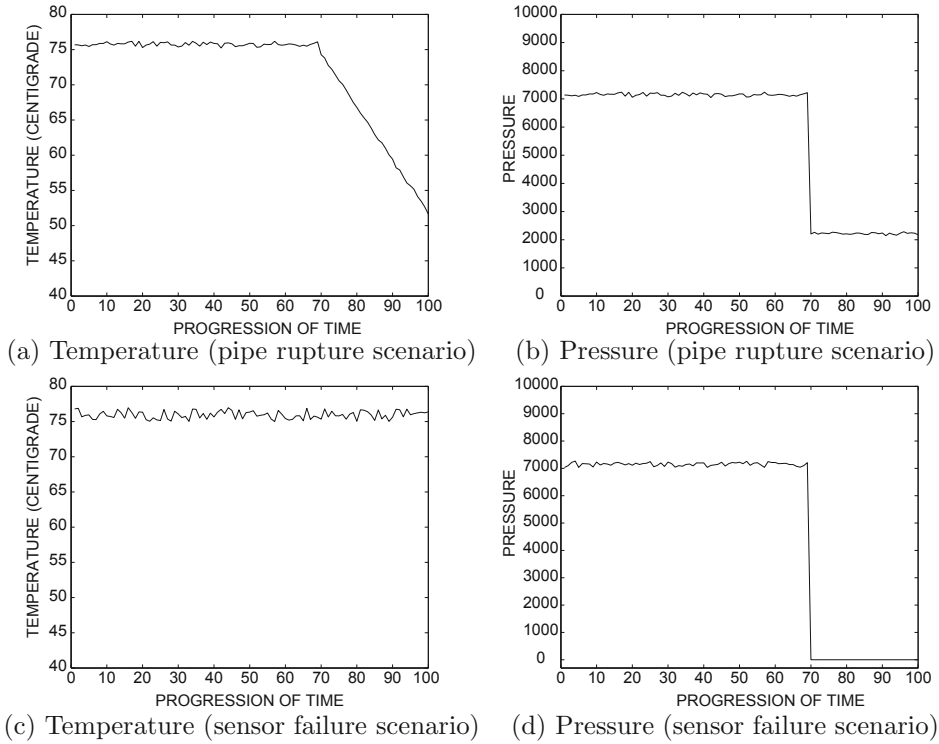 80
75
70
65
60
55
50
45
40
TEMPERATURE (CENTIGRADE)
0 10 20 30 40 50 60 70 80 90 100
PROGRESSION OF TIME
(a) Temperature (pipe rupture scenario)
10000
9000
8000
7000
6000
5000
4000
3000
2000
1000
0
PRESSURE
0 10 20 30 40 50 60 70 80 90 100
PROGRESSION OF TIME
(b) Pressure (pipe rupture scenario)
80
75
70
65
60
55
50
45
40
TEMPERATURE (CENTIGRADE)
0 10 20 30 40 50 60 70 80 90 100
PROGRESSION OF TIME
(c) Temperature (sensor failure scenario)
10000
9000
8000
7000
6000
5000
4000
3000
2000
1000
0
PRESSURE
0 10 20 30 40 50 60 70 80 90 100
PROGRESSION OF TIME
(d) Pressure (sensor failure scenario)